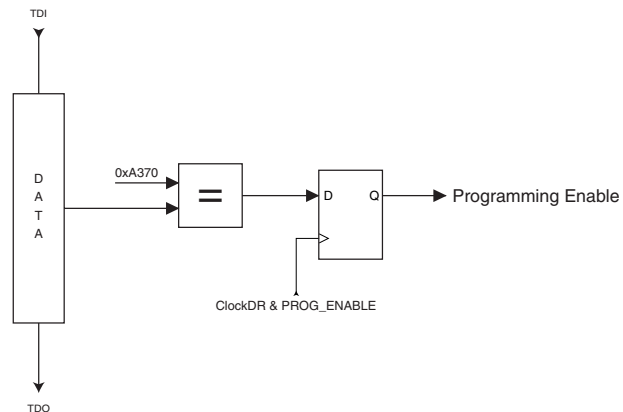 TDI
D
A
T
A
0xA370
=
D Q
Programming Enable
ClockDR & PROG_ENABLE
TDO